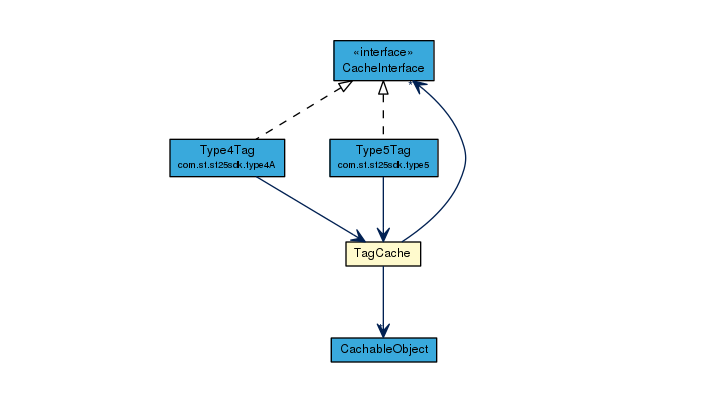 «interface»
CacheInterface
*
Type4Tag
com.st.st25sdk.type4A
Type5Tag
com.st.st25sdk.type5
TagCache
CachableObject